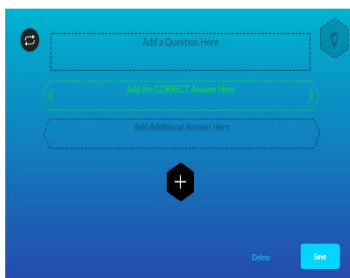 Add a Question Here
Add the CORRECT Answer Here
Add Additional Answer Here
Delete
Save